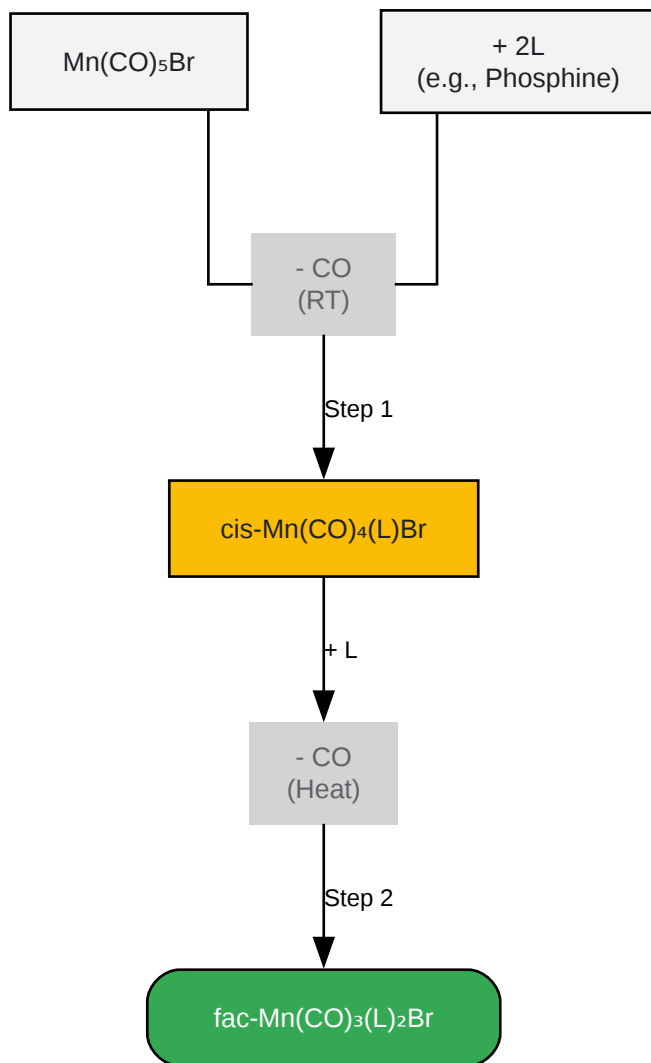 Mn(CO)₅Br
+ 2L
(e.g., Phosphine)
- CO
(RT)
Step 1
cis-Mn(CO)₄(L)Br
+ L
- CO
(Heat)
Step 2
fac-Mn(CO)₃(L)₂Br